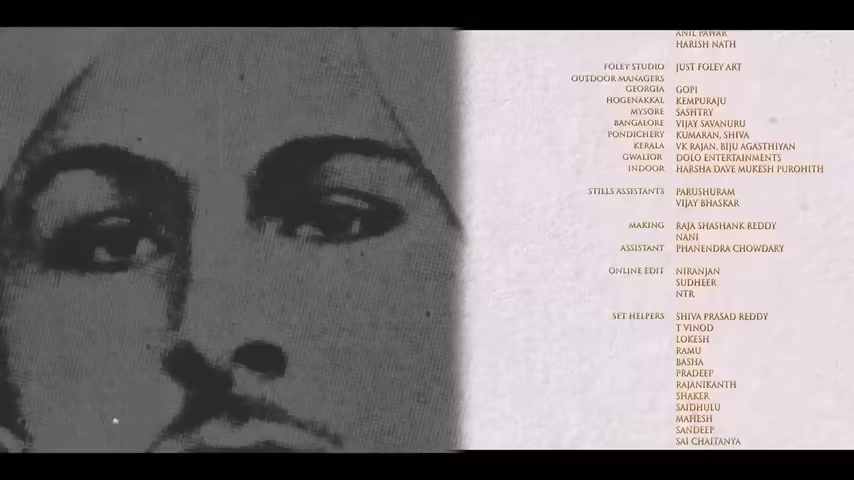 ANIL PAWAR
HARISH NATH
FOLEY STUDIO JUST FOLEY ART
OUTDOOR MANAGERS
GEORGIA GOPI
HOGENAKKAL KEMPURAJU
MYSORE SASHTRY
BANGALORE VIJAY SAVANURU
PONDICHERY KUMARAN, SHIVA
KERALA VK RAJAN, BIJU AGASTHIYAN
GWALIOR DOLO ENTERTAINMENTS
INDOOR HARSHA DAVE MUKESH PUROHITH
STILLS ASSISTANTS PARUSHURAM
VIJAY BHASKAR
MAKING RAJA SHASHANK REDDY
NANI
ASSISTANT PHANENDRA CHOWDARY
ONLINE EDIT NIRANJAN
SUDHEER
NTR
SET HELPERS SHIVA PRASAD REDDY
T VINOD
LOKESH
RAMU
BASHA
PRADEEP
RAJANIKANTH
SHAKER
SAIDHULU
MAHESH
SANDEEP
SAI CHAITANYA